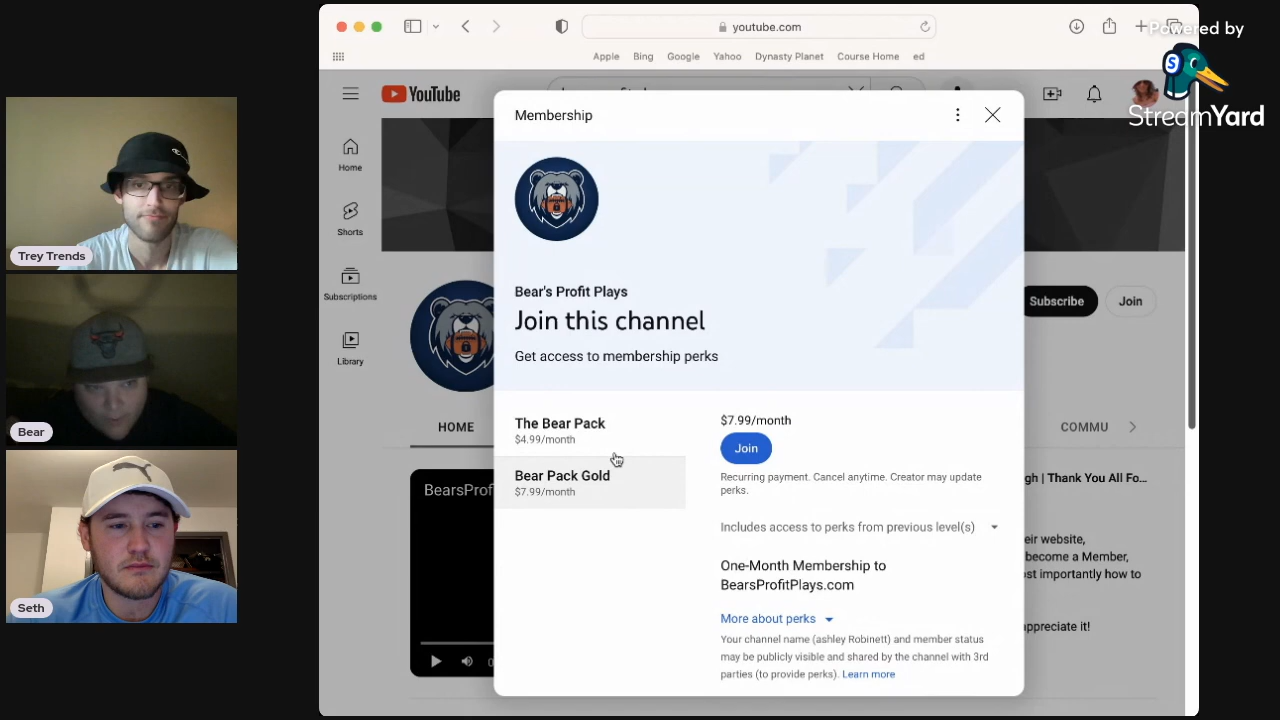 youtube.com
Powered by
StreamYard
Apple
Bing
Google
Yahoo
Dynasty Planet
Course Home
ed
YouTube
Membership
Home
Shorts
Subscriptions
Library
Trey Trends
Bear
Seth
Bear's Profit Plays
Join this channel
Get access to membership perks
Subscribe
Join
HOME
COMMU
The Bear Pack
$4.99/month
Bear Pack Gold
$7.99/month
$7.99/month
Join
Recurring payment. Cancel anytime. Creator may update
perks.
Includes access to perks from previous level(s)
One-Month Membership to
BearsProfitPlays.com
More about perks
Your channel name (ashley Robinett) and member status
may be publicly visible and shared by the channel with 3rd
parties (to provide perks). Learn more
BearsProf
gh | Thank You All Fo...
eir website,
become a Member,
st importantly how to
appreciate it!